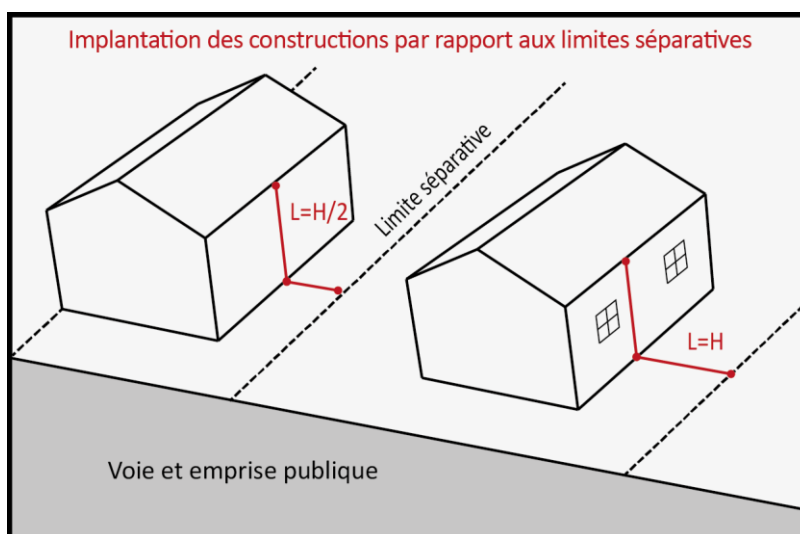 Implantation des constructions par rapport aux limites séparatives
Limite séparative
L=H/2
L=H
Voie et emprise publique